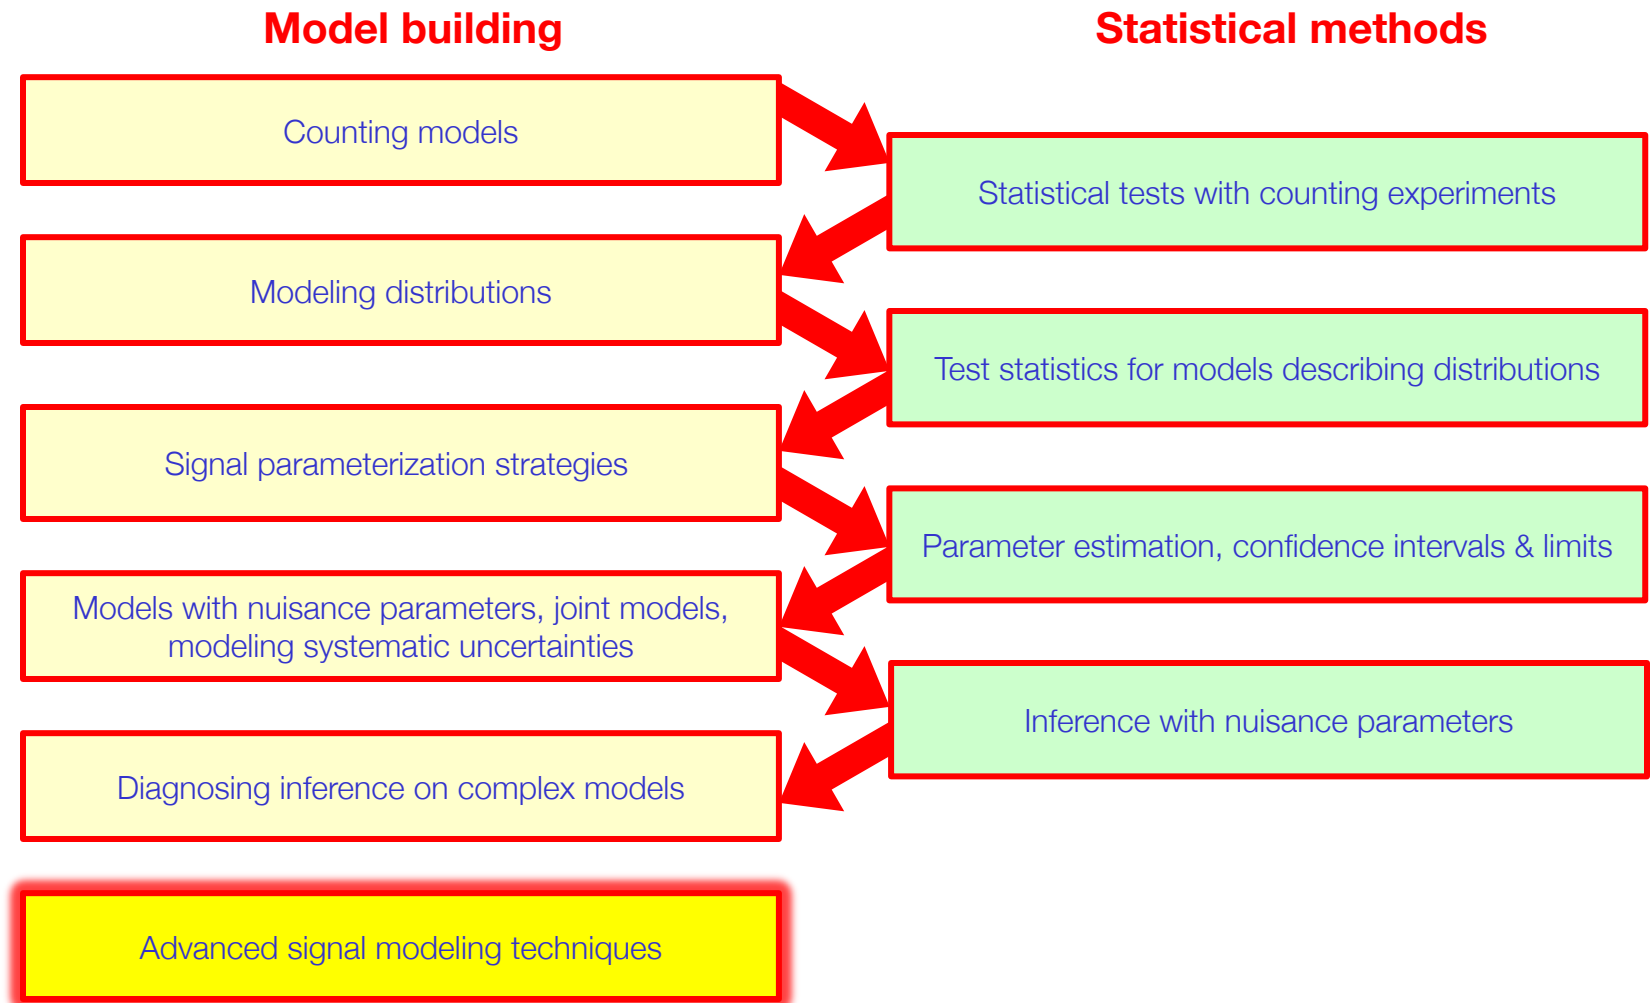 Model building
Statistical methods
Counting models
Statistical tests with counting experiments
Modeling distributions
Test statistics for models describing distributions
Signal parameterization strategies
Parameter estimation, confidence intervals & limits
Models with nuisance parameters, joint models,
modeling systematic uncertainties
Inference with nuisance parameters
Diagnosing inference on complex models
Advanced signal modeling techniques